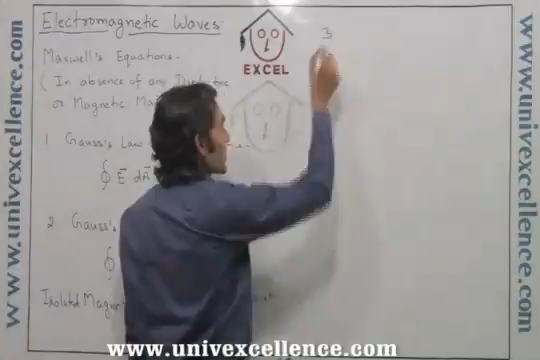 Electromagnetic Waves
Maxwell's Equations -
( In absence of any Dielectric
or Magnetic
1 Gauss's Law
∮ E⃗
2 Gauss's
∮
Isolated
3
EXCEL
www.univexcellence.com
www.univexcellence.com
www.univexcellence.com